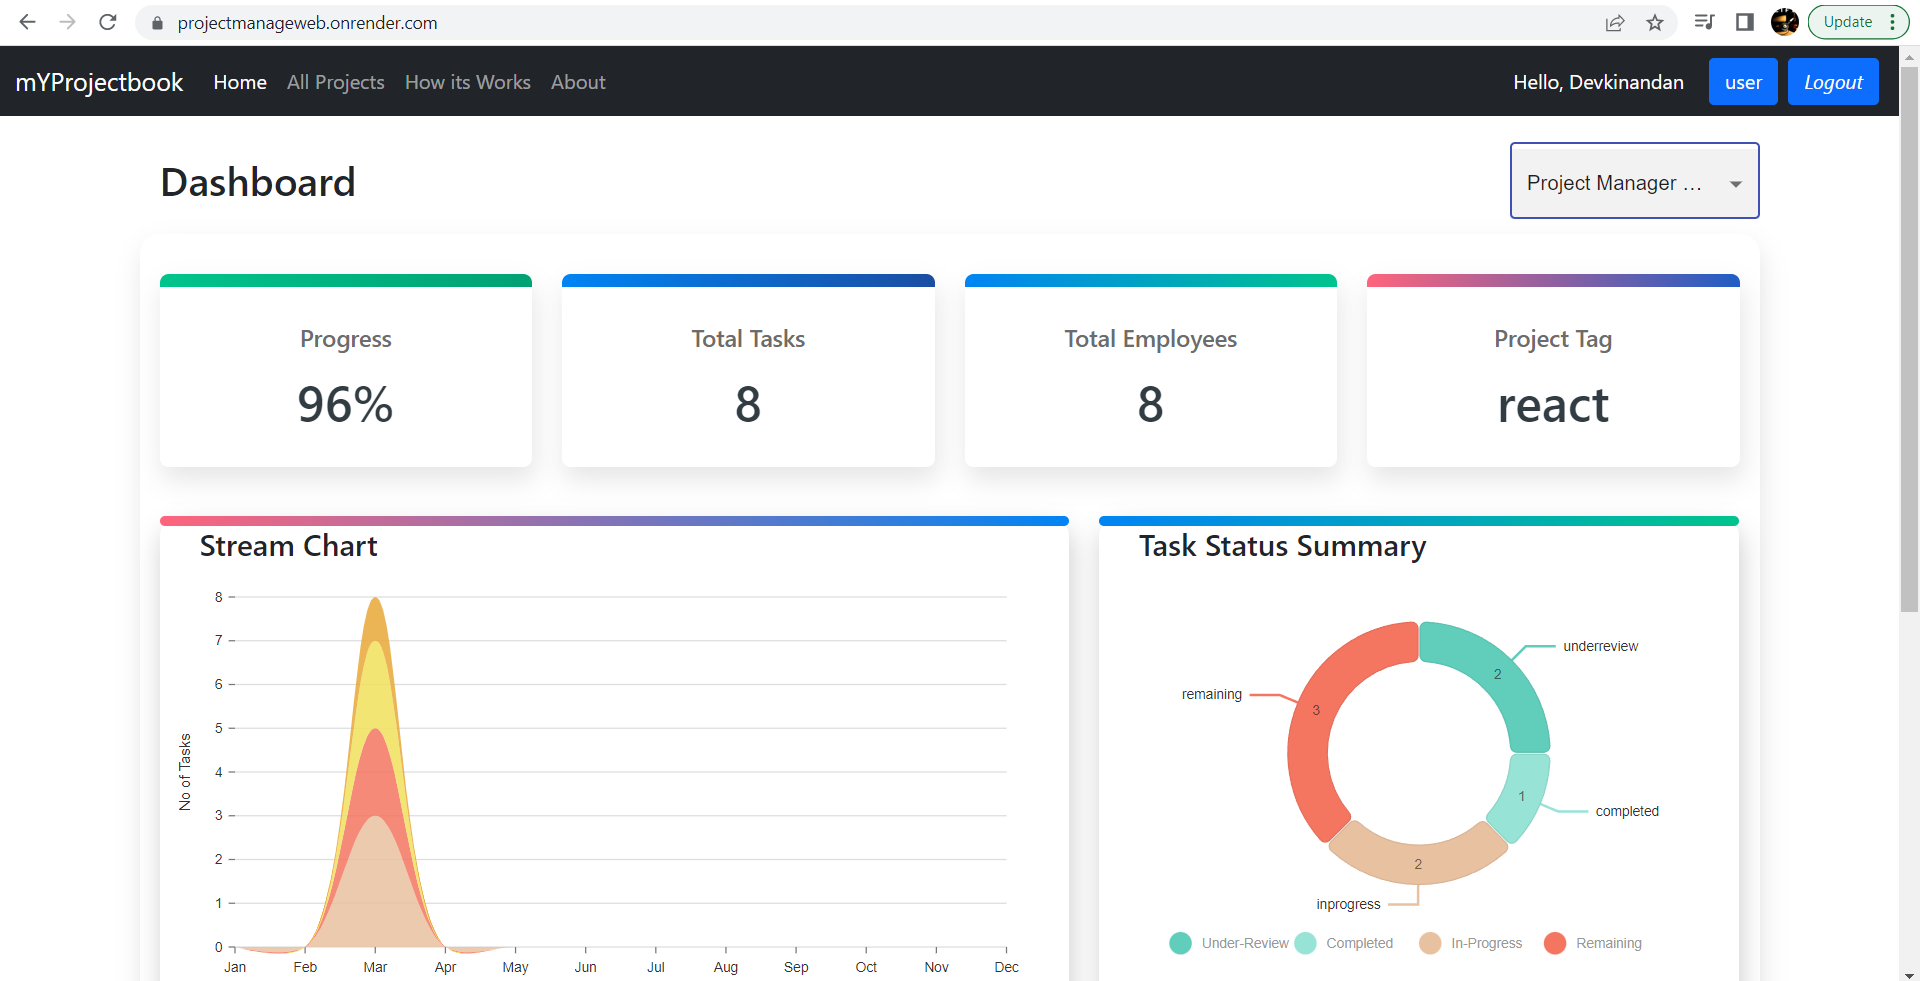 projectmanageweb.onrender.com
Update
mYProjectbook Home All Projects How its Works About Hello, Devkinandan user Logout
Dashboard
Project Manager ...
Progress
96%
Total Tasks
8
Total Employees
8
Project Tag
react
Stream Chart
8
7
6
5
4
3
2
1
0
No of Tasks
Jan Feb Mar Apr May Jun Jul Aug Sep Oct Nov Dec
Task Status Summary
underreview
2
remaining
3
1
completed
2
inprogress
Under-Review Completed In-Progress Remaining